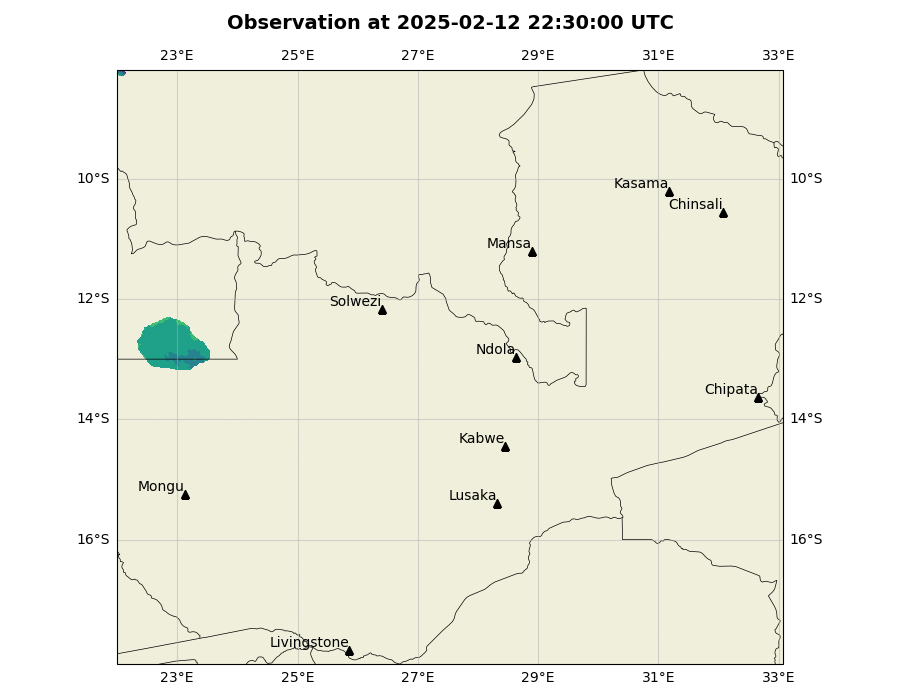 Observation at 2025-02-12 22:30:00 UTC
23°E 25°E 27°E 29°E 31°E 33°E
10°S 10°S
Kasama
Chinsali
Mansa
12°S 12°S
Solwezi
Ndola
Chipata
14°S 14°S
Kabwe
Mongu
Lusaka
16°S 16°S
Livingstone
23°E 25°E 27°E 29°E 31°E 33°E